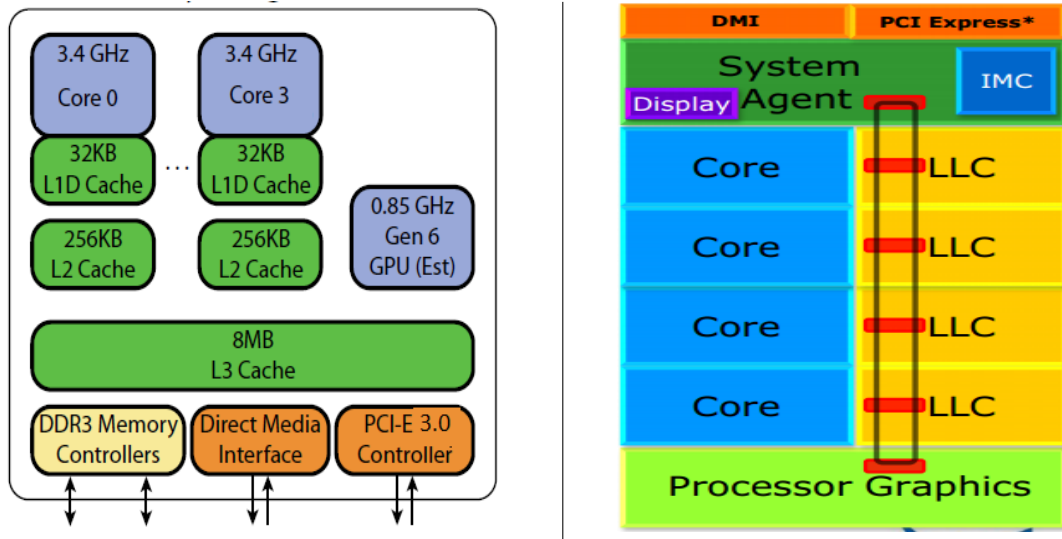 3.4 GHz
Core 0
3.4 GHz
Core 3
32KB
L1D Cache
...
32KB
L1D Cache
256KB
L2 Cache
256KB
L2 Cache
0.85 GHz
Gen 6
GPU (Est)
8MB
L3 Cache
DDR3 Memory
Controllers
Direct Media
Interface
PCI-E 3.0
Controller
DMI
PCI Express*
System
Agent
Display
IMC
Core
LLC
Core
LLC
Core
LLC
Core
LLC
Processor Graphics